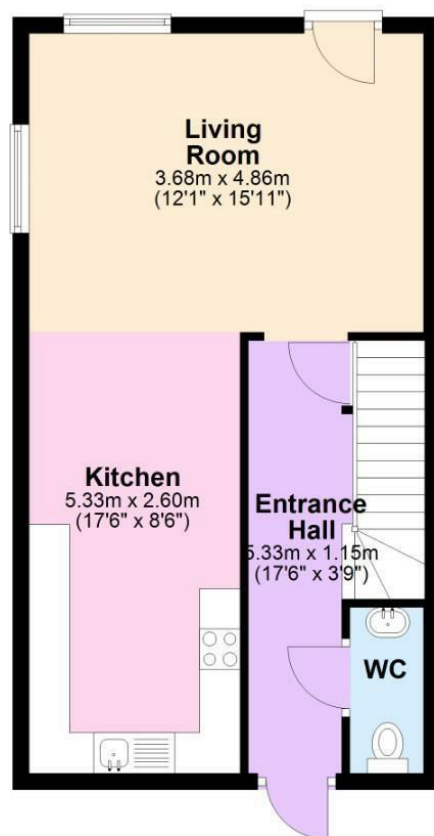 Living
Room
3.68m x 4.86m
(12'1" x 15'11")
Kitchen
5.33m x 2.60m
(17'6" x 8'6")
Entrance
Hall
5.33m x 1.15m
(17'6" x 3'9")
WC